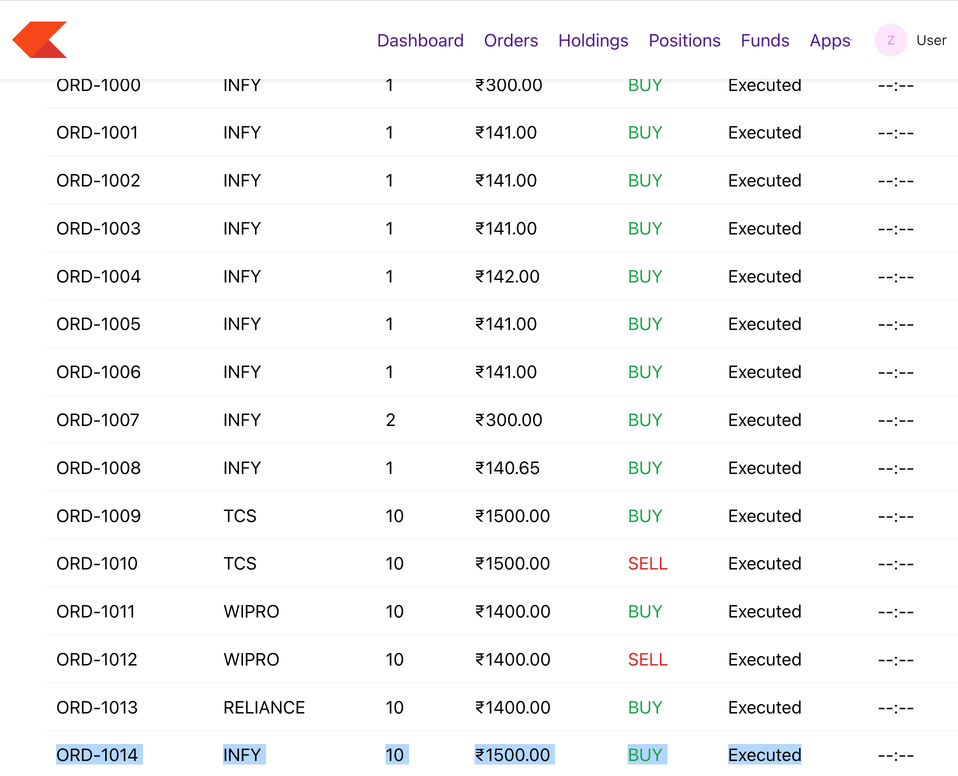 Dashboard Orders Holdings Positions Funds Apps Z User
ORD-1000 INFY 1 ₹300.00 BUY Executed --:--
ORD-1001 INFY 1 ₹141.00 BUY Executed --:--
ORD-1002 INFY 1 ₹141.00 BUY Executed --:--
ORD-1003 INFY 1 ₹141.00 BUY Executed --:--
ORD-1004 INFY 1 ₹142.00 BUY Executed --:--
ORD-1005 INFY 1 ₹141.00 BUY Executed --:--
ORD-1006 INFY 1 ₹141.00 BUY Executed --:--
ORD-1007 INFY 2 ₹300.00 BUY Executed --:--
ORD-1008 INFY 1 ₹140.65 BUY Executed --:--
ORD-1009 TCS 10 ₹1500.00 BUY Executed --:--
ORD-1010 TCS 10 ₹1500.00 SELL Executed --:--
ORD-1011 WIPRO 10 ₹1400.00 BUY Executed --:--
ORD-1012 WIPRO 10 ₹1400.00 SELL Executed --:--
ORD-1013 RELIANCE 10 ₹1400.00 BUY Executed --:--
ORD-1014 INFY 10 ₹1500.00 BUY Executed --:--